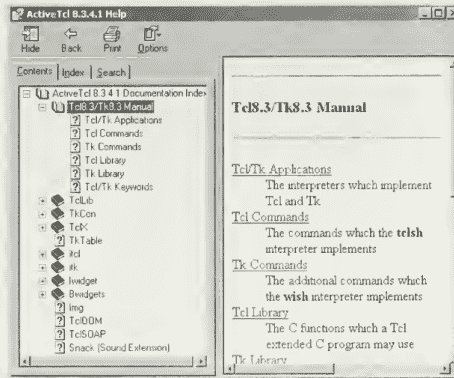 ActiveTcl 8.3.4.1 Help
Hide Back Print Options
Contents Index Search
ActiveTcl 8.3.4.1 Documentation Index
Tcl8.3/Tk8.3 Manual
Tcl/Tk Applications
Tcl Commands
Tk Commands
Tcl Library
Tk Library
Tcl/Tk Keywords
TclLib
TkCon
TclX
TkTable
itcl
itk
Iwidget
Bwidgets
Img
TclDOM
TclSOAP
Snack (Sound Extension)
Tcl8.3/Tk8.3 Manual
Tcl/Tk Applications
The interpreters which implement
Tcl and Tk
Tcl Commands
The commands which the tclsh
interpreter implements
Tk Commands
The additional commands which
the wish interpreter implements
Tcl Library
The C functions which a Tcl
extended C program may use
Tk Library